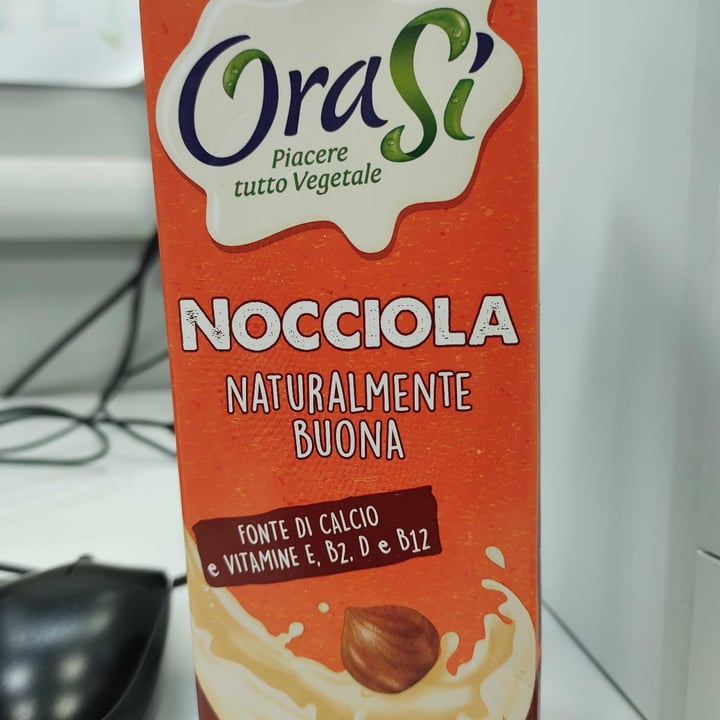 OraSì
Piacere
tutto Vegetale
NOCCIOLA
NATURALMENTE
BUONA
FONTE DI CALCIO
e VITAMINE E, B2, D e B12